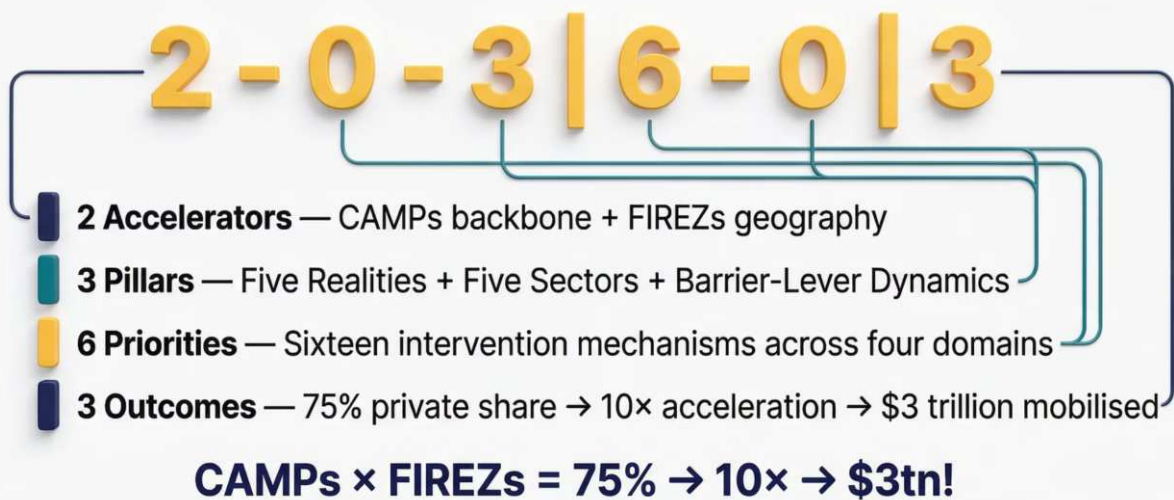 2-0-3|6-0|3
2 Accelerators — CAMPs backbone + FIREZs geography
3 Pillars — Five Realities + Five Sectors + Barrier-Lever Dynamics
6 Priorities — Sixteen intervention mechanisms across four domains
3 Outcomes — 75% private share → 10× acceleration → $3 trillion mobilised
CAMPs × FIREZs = 75% → 10× → $3tn!